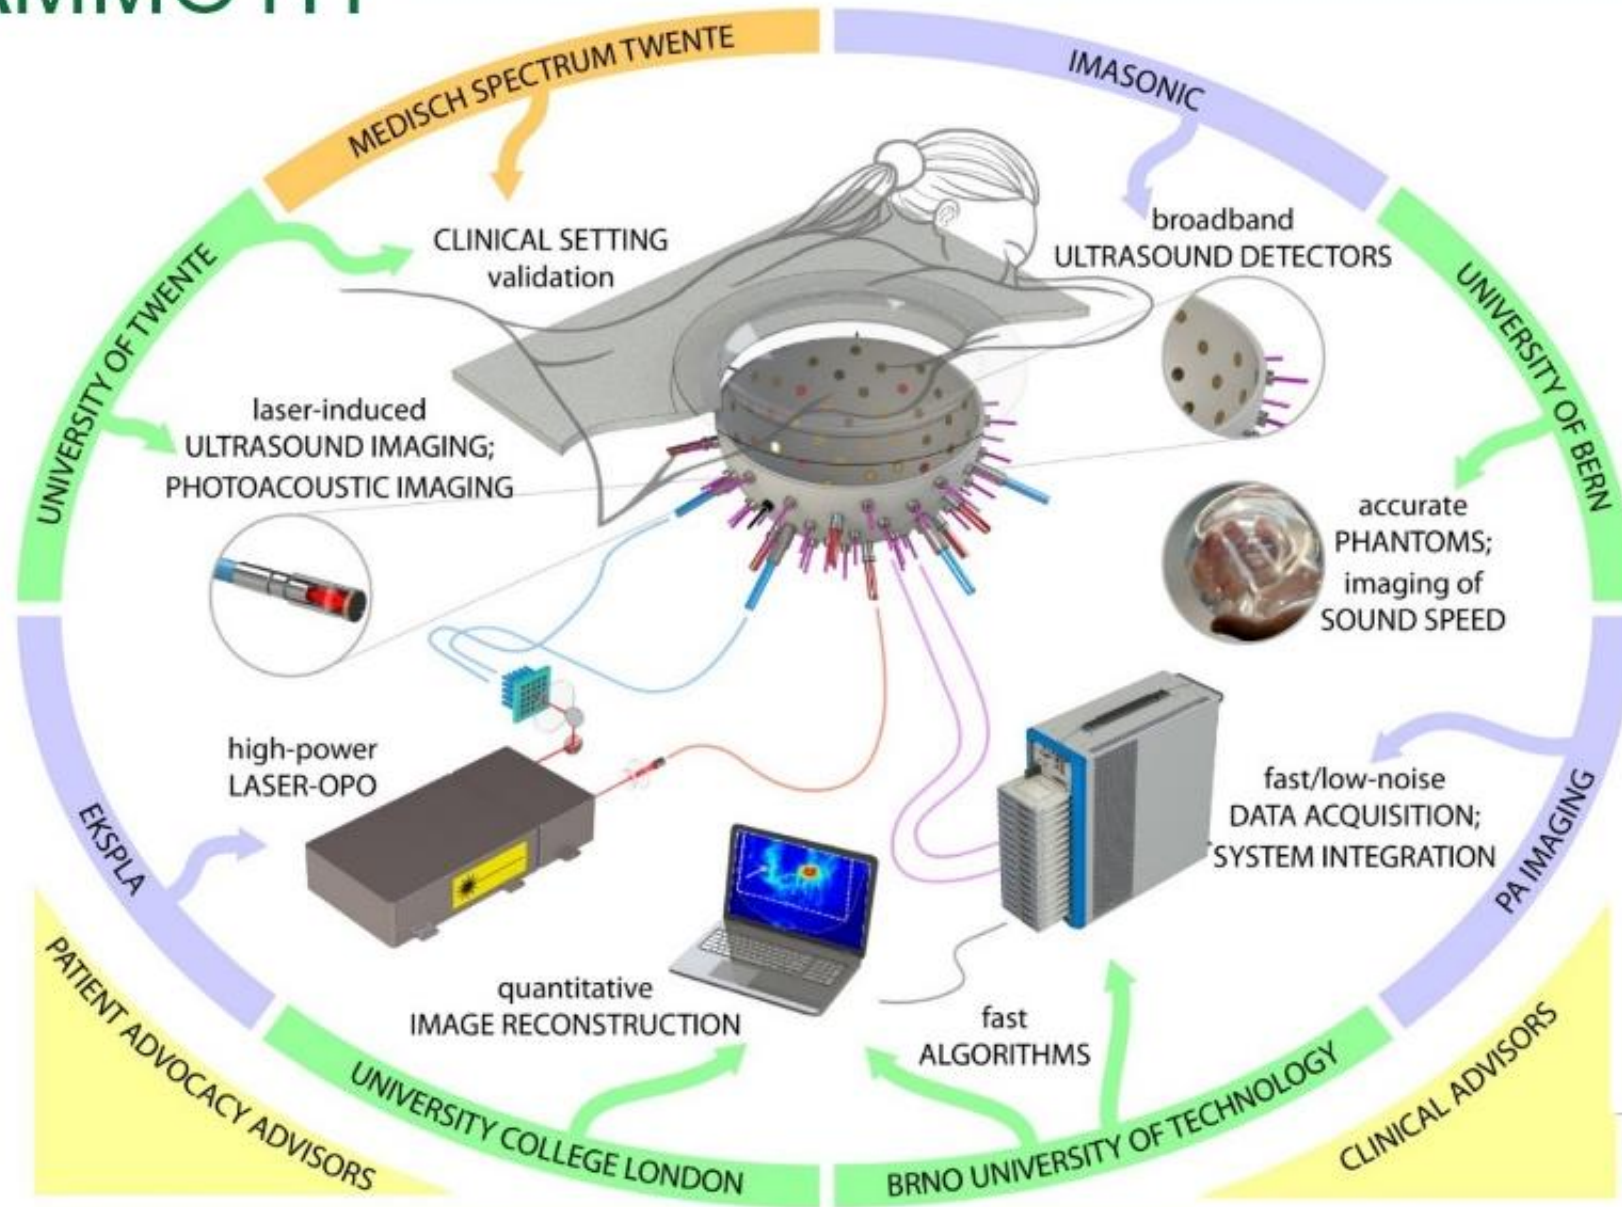 MEDISCH SPECTRUM TWENTE
IMASONIC
CLINICAL SETTING
validation
broadband
ULTRASOUND DETECTORS
UNIVERSITY OF TWENTE
UNIVERSITY OF BERN
laser-induced
ULTRASOUND IMAGING;
PHOTOACOUSTIC IMAGING
accurate
PHANTOMS;
imaging of
SOUND SPEED
high-power
LASER-OPO
fast/low-noise
DATA ACQUISITION;
SYSTEM INTEGRATION
EKSPLA
PA IMAGING
quantitative
IMAGE RECONSTRUCTION
fast
ALGORITHMS
PATIENT ADVOCACY ADVISORS
UNIVERSITY COLLEGE LONDON
BRNO UNIVERSITY OF TECHNOLOGY
CLINICAL ADVISORS